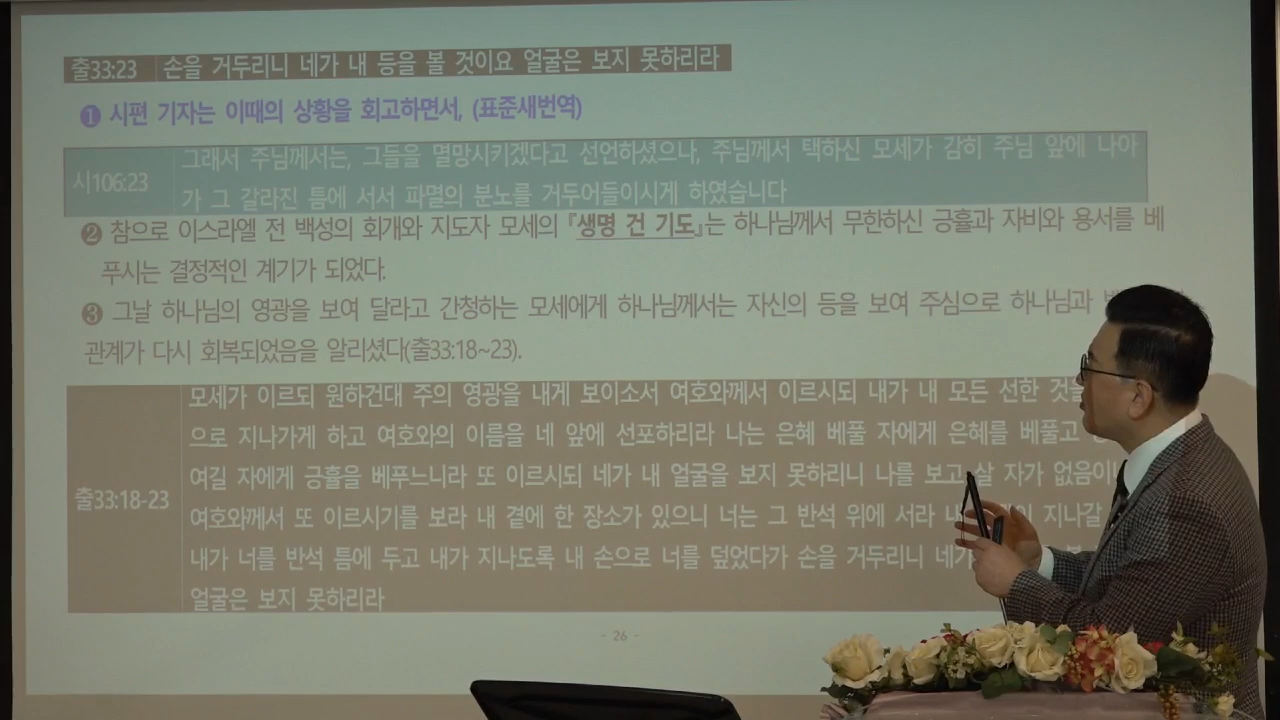 출33:23 손을 거두리니 네가 내 등을 볼 것이요 얼굴은 보지 못하리라
❶ 시편 기자는 이때의 상황을 회고하면서, (표준새번역)
시106:23 그래서 주님께서는, 그들을 멸망시키겠다고 선언하셨으나, 주님께서 택하신 모세가 감히 주님 앞에 나아
가 그 갈라진 틈에 서서 파멸의 분노를 거두어들이시게 하였습니다
❷ 참으로 이스라엘 전 백성의 회개와 지도자 모세의 『생명 건 기도』는 하나님께서 무한하신 긍휼과 자비와 용서를 베
푸시는 결정적인 계기가 되었다.
❸ 그날 하나님의 영광을 보여 달라고 간청하는 모세에게 하나님께서는 자신의 등을 보여 주심으로 하나님과
관계가 다시 회복되었음을 알리셨다(출33:18~23).
모세가 이르되 원하건대 주의 영광을 내게 보이소서 여호와께서 이르시되 내가 내 모든 선한 것을
으로 지나가게 하고 여호와의 이름을 네 앞에 선포하리라 나는 은혜 베풀 자에게 은혜를 베풀고
여길 자에게 긍휼을 베푸느니라 또 이르시되 네가 내 얼굴을 보지 못하리니 나를 보고 살 자가 없음이
출33:18-23 여호와께서 또 이르시기를 보라 내 곁에 한 장소가 있으니 너는 그 반석 위에 서라 지나갈
내가 너를 반석 틈에 두고 내가 지나도록 내 손으로 너를 덮었다가 손을 거두리니 네가
얼굴은 보지 못하리라
- 26 -